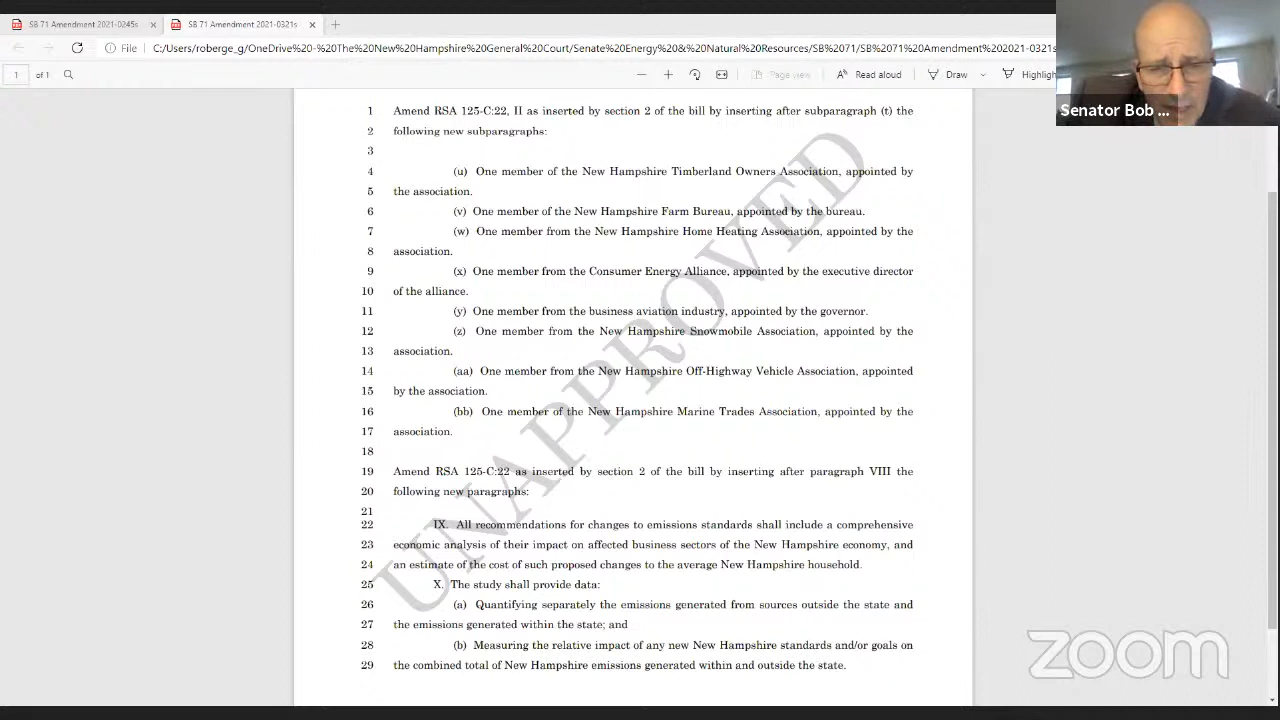 SB 71 Amendment 2021-0245s
SB 71 Amendment 2021-0321s
File
C:/Users/roberge_g/OneDrive%20-%20The%20New%20Hampshire%20General%20Court/Senate%20Energy%20&%20Natural%20Resources/SB%2071/SB%2071%20Amendment%202021-0321s
1 of 1
Page view
Read aloud
Draw
Highligh
Senator Bob ...
1 Amend RSA 125-C:22, II as inserted by section 2 of the bill by inserting after subparagraph (t) the
2 following new subparagraphs:
3
4 (u) One member of the New Hampshire Timberland Owners Association, appointed by
5 the association.
6 (v) One member of the New Hampshire Farm Bureau, appointed by the bureau.
7 (w) One member from the New Hampshire Home Heating Association, appointed by the
8 association.
9 (x) One member from the Consumer Energy Alliance, appointed by the executive director
10 of the alliance.
11 (y) One member from the business aviation industry, appointed by the governor.
12 (z) One member from the New Hampshire Snowmobile Association, appointed by the
13 association.
14 (aa) One member from the New Hampshire Off-Highway Vehicle Association, appointed
15 by the association.
16 (bb) One member of the New Hampshire Marine Trades Association, appointed by the
17 association.
18
19 Amend RSA 125-C:22 as inserted by section 2 of the bill by inserting after paragraph VIII the
20 following new paragraphs:
21
22 IX. All recommendations for changes to emissions standards shall include a comprehensive
23 economic analysis of their impact on affected business sectors of the New Hampshire economy, and
24 an estimate of the cost of such proposed changes to the average New Hampshire household.
25 X. The study shall provide data:
26 (a) Quantifying separately the emissions generated from sources outside the state and
27 the emissions generated within the state; and
28 (b) Measuring the relative impact of any new New Hampshire standards and/or goals on
29 the combined total of New Hampshire emissions generated within and outside the state.
UNAPPROVED
zoom